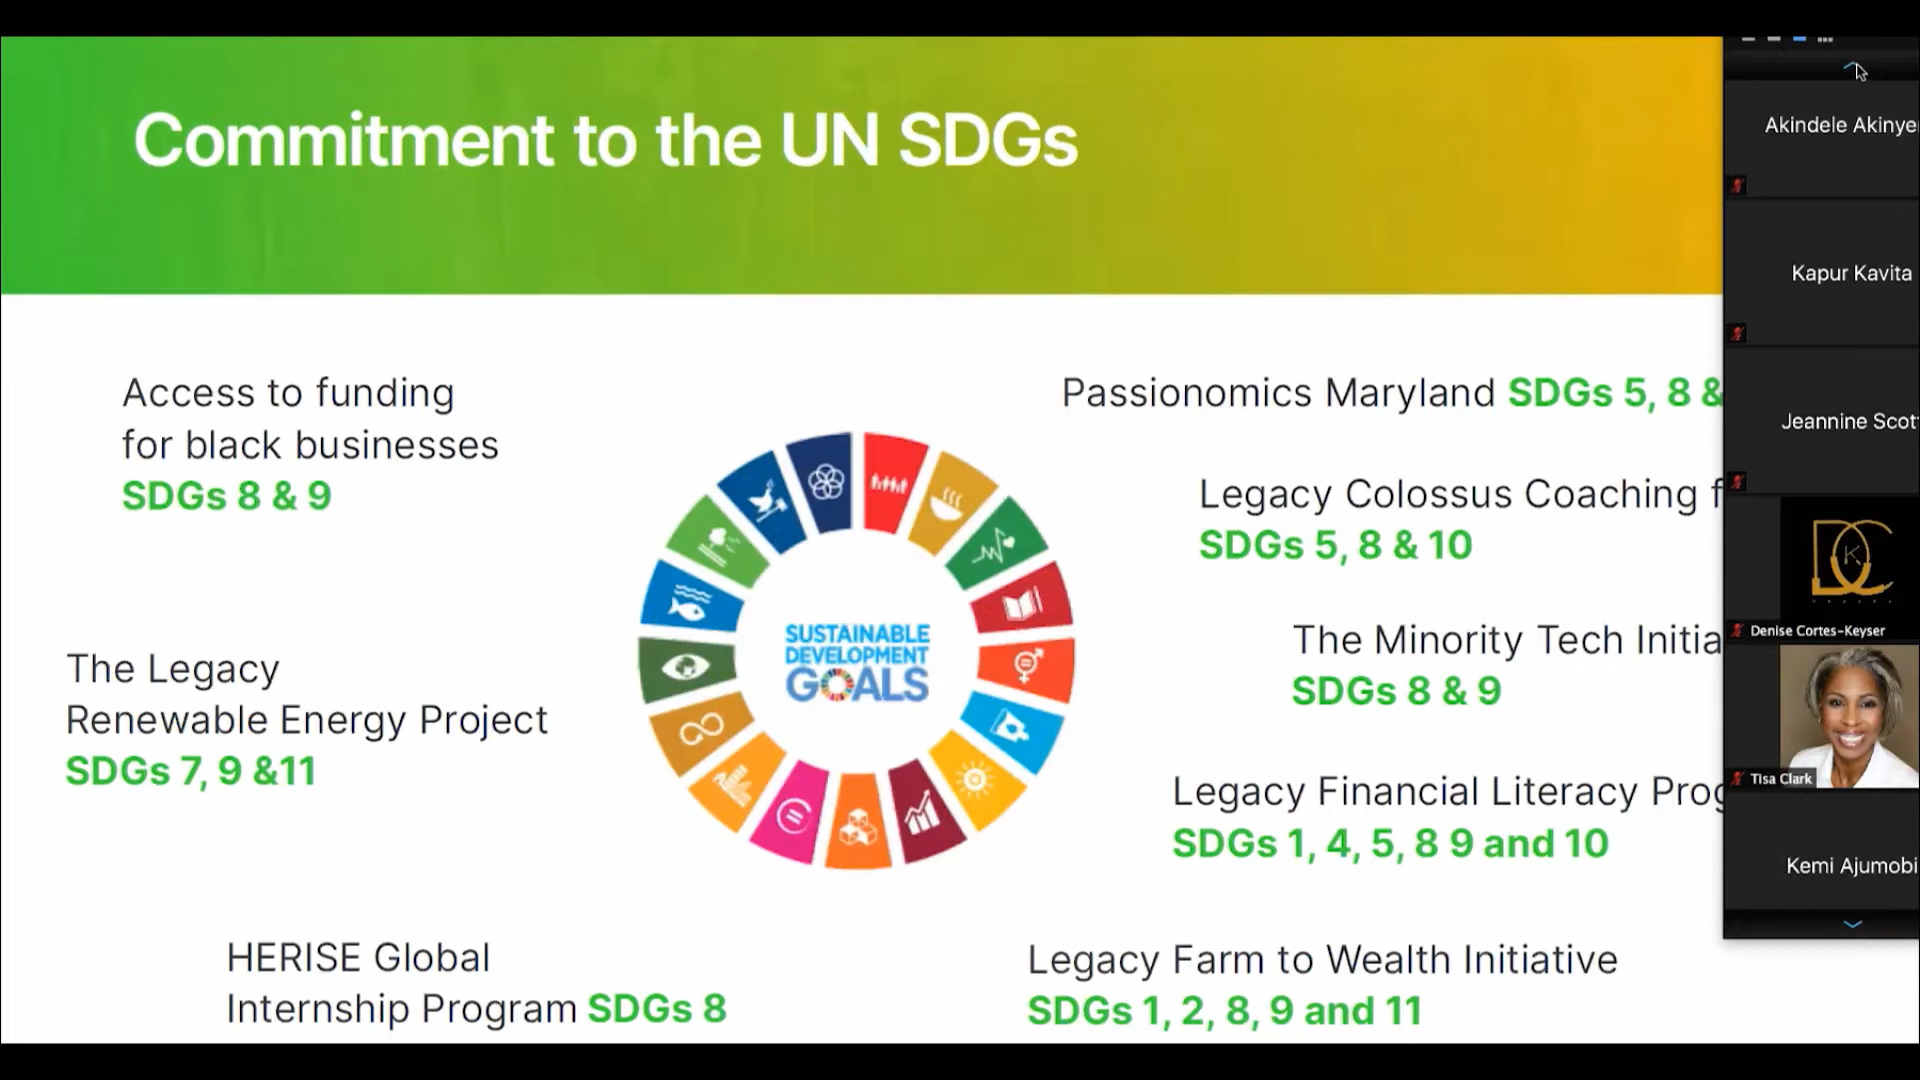 Commitment to the UN SDGs
Access to funding
for black businesses
SDGs 8 & 9
The Legacy
Renewable Energy Project
SDGs 7, 9 &11
HERISE Global
Internship Program SDGs 8
SUSTAINABLE
DEVELOPMENT
GOALS
Passionomics Maryland SDGs 5, 8 &
Legacy Colossus Coaching
SDGs 5, 8 & 10
The Minority Tech Initia
SDGs 8 & 9
Legacy Financial Literacy Prog
SDGs 1, 4, 5, 8 9 and 10
Legacy Farm to Wealth Initiative
SDGs 1, 2, 8, 9 and 11
Akindele Akinye
Kapur Kavita
Jeannine Scot
DCK
Denise Cortes-Keyser
Tisa Clark
Kemi Ajumobi